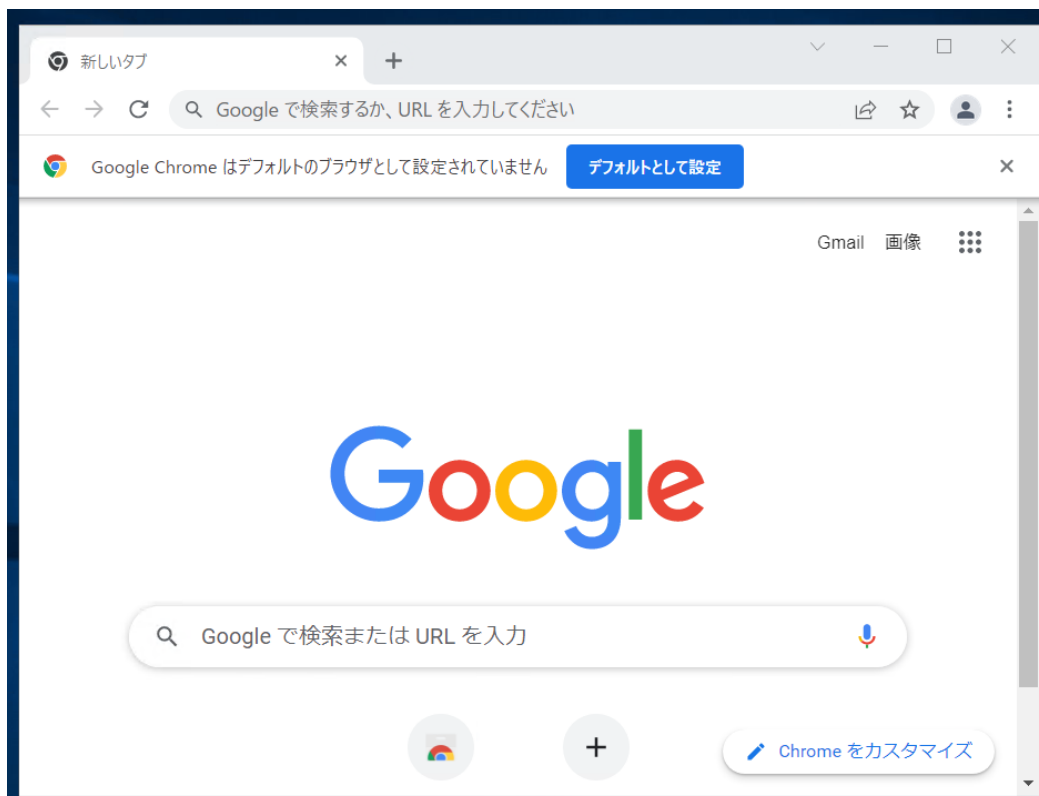 新しいタブ
Google で検索するか、URL を入力してください
Google Chrome はデフォルトのブラウザとして設定されていません デフォルトとして設定
Gmail 画像
Google
Google で検索または URL を入力
Chrome をカスタマイズ